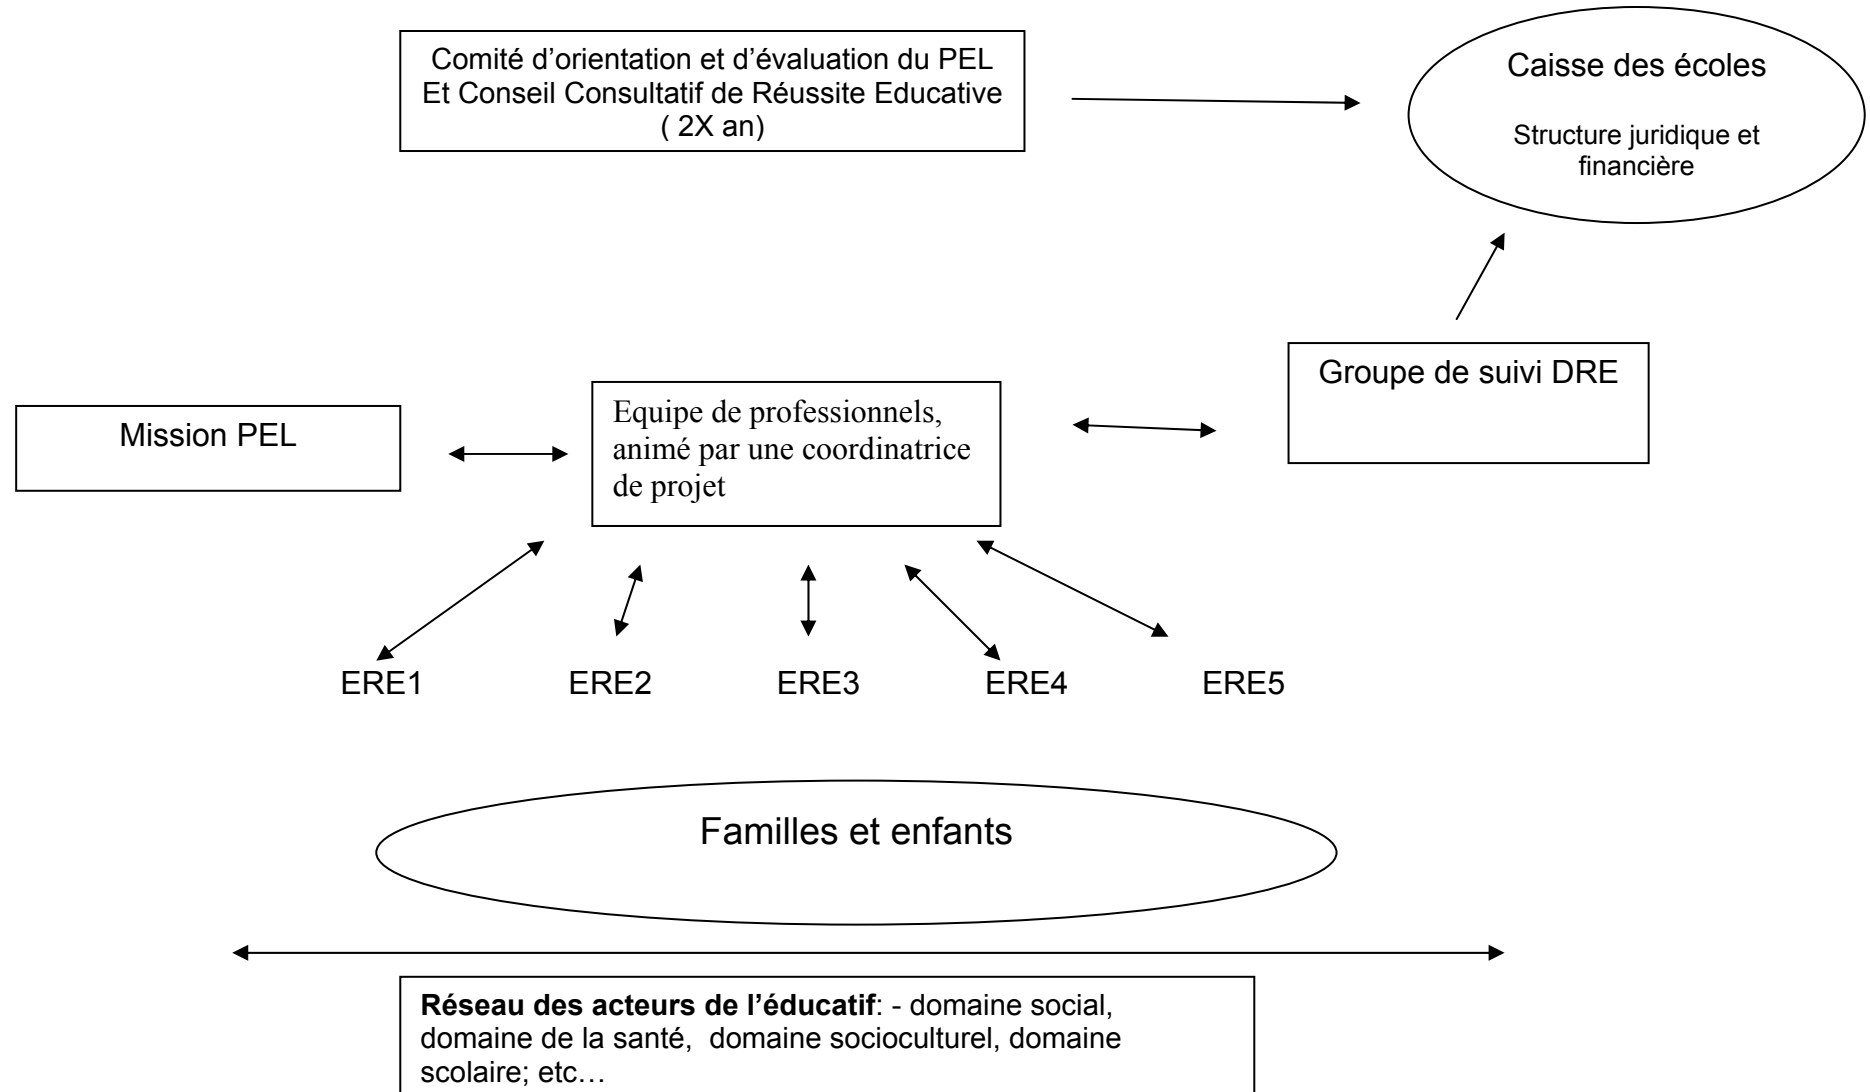 Comité d’orientation et d’évaluation du PEL
Et Conseil Consultatif de Réussite Educative
( 2X an)
Caisse des écoles
Structure juridique et
financière
Groupe de suivi DRE
Mission PEL
Equipe de professionnels,
animé par une coordinatrice
de projet
ERE1
ERE2
ERE3
ERE4
ERE5
Familles et enfants
Réseau des acteurs de l’éducatif: - domaine social,
domaine de la santé,  domaine socioculturel, domaine
scolaire; etc…